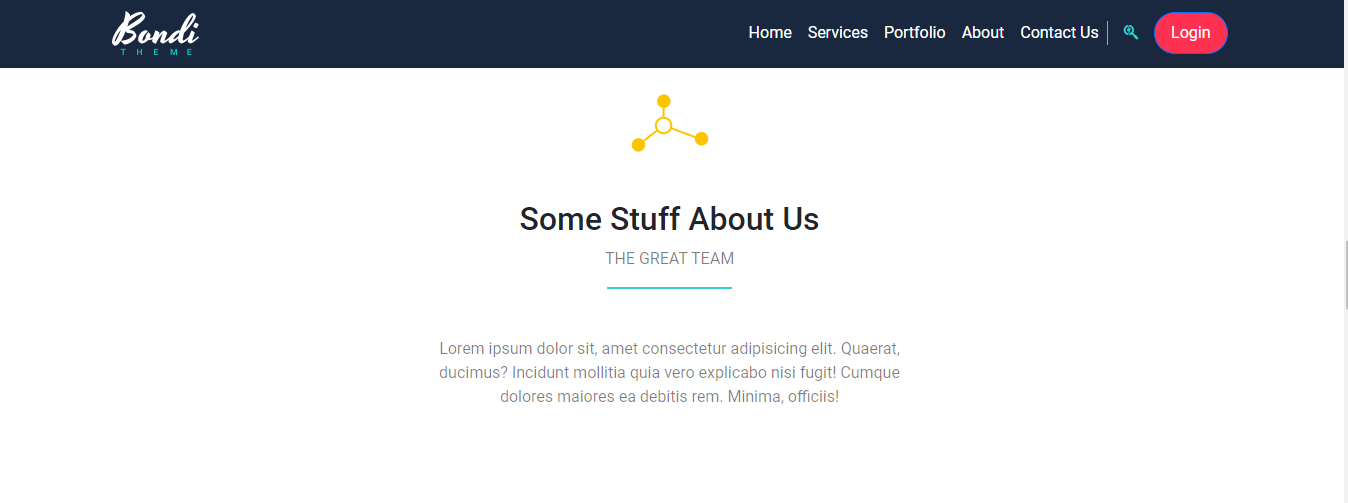 Bondi
THEME
Home Services Portfolio About Contact Us Login
Some Stuff About Us
THE GREAT TEAM
Lorem ipsum dolor sit, amet consectetur adipisicing elit. Quaerat,
ducimus? Incidunt mollitia quia vero explicabo nisi fugit! Cumque
dolores maiores ea debitis rem. Minima, officiis!